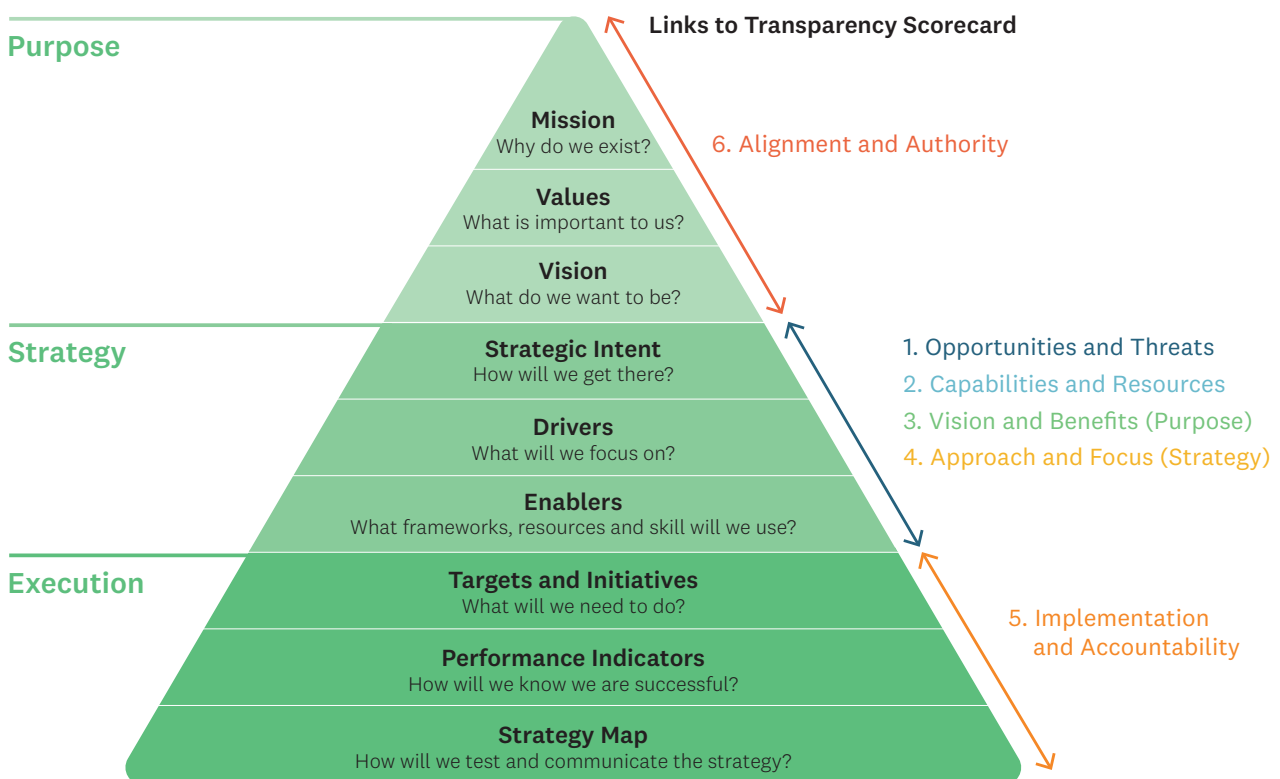 Links to Transparency Scorecard
Purpose
Mission
Why do we exist?
6. Alignment and Authority
Values
What is important to us?
Vision
What do we want to be?
Strategy
Strategic Intent
How will we get there?
1. Opportunities and Threats
2. Capabilities and Resources
3. Vision and Benefits (Purpose)
4. Approach and Focus (Strategy)
Drivers
What will we focus on?
Enablers
What frameworks, resources and skill will we use?
Execution
Targets and Initiatives
What will we need to do?
5. Implementation
and Accountability
Performance Indicators
How will we know we are successful?
Strategy Map
How will we test and communicate the strategy?